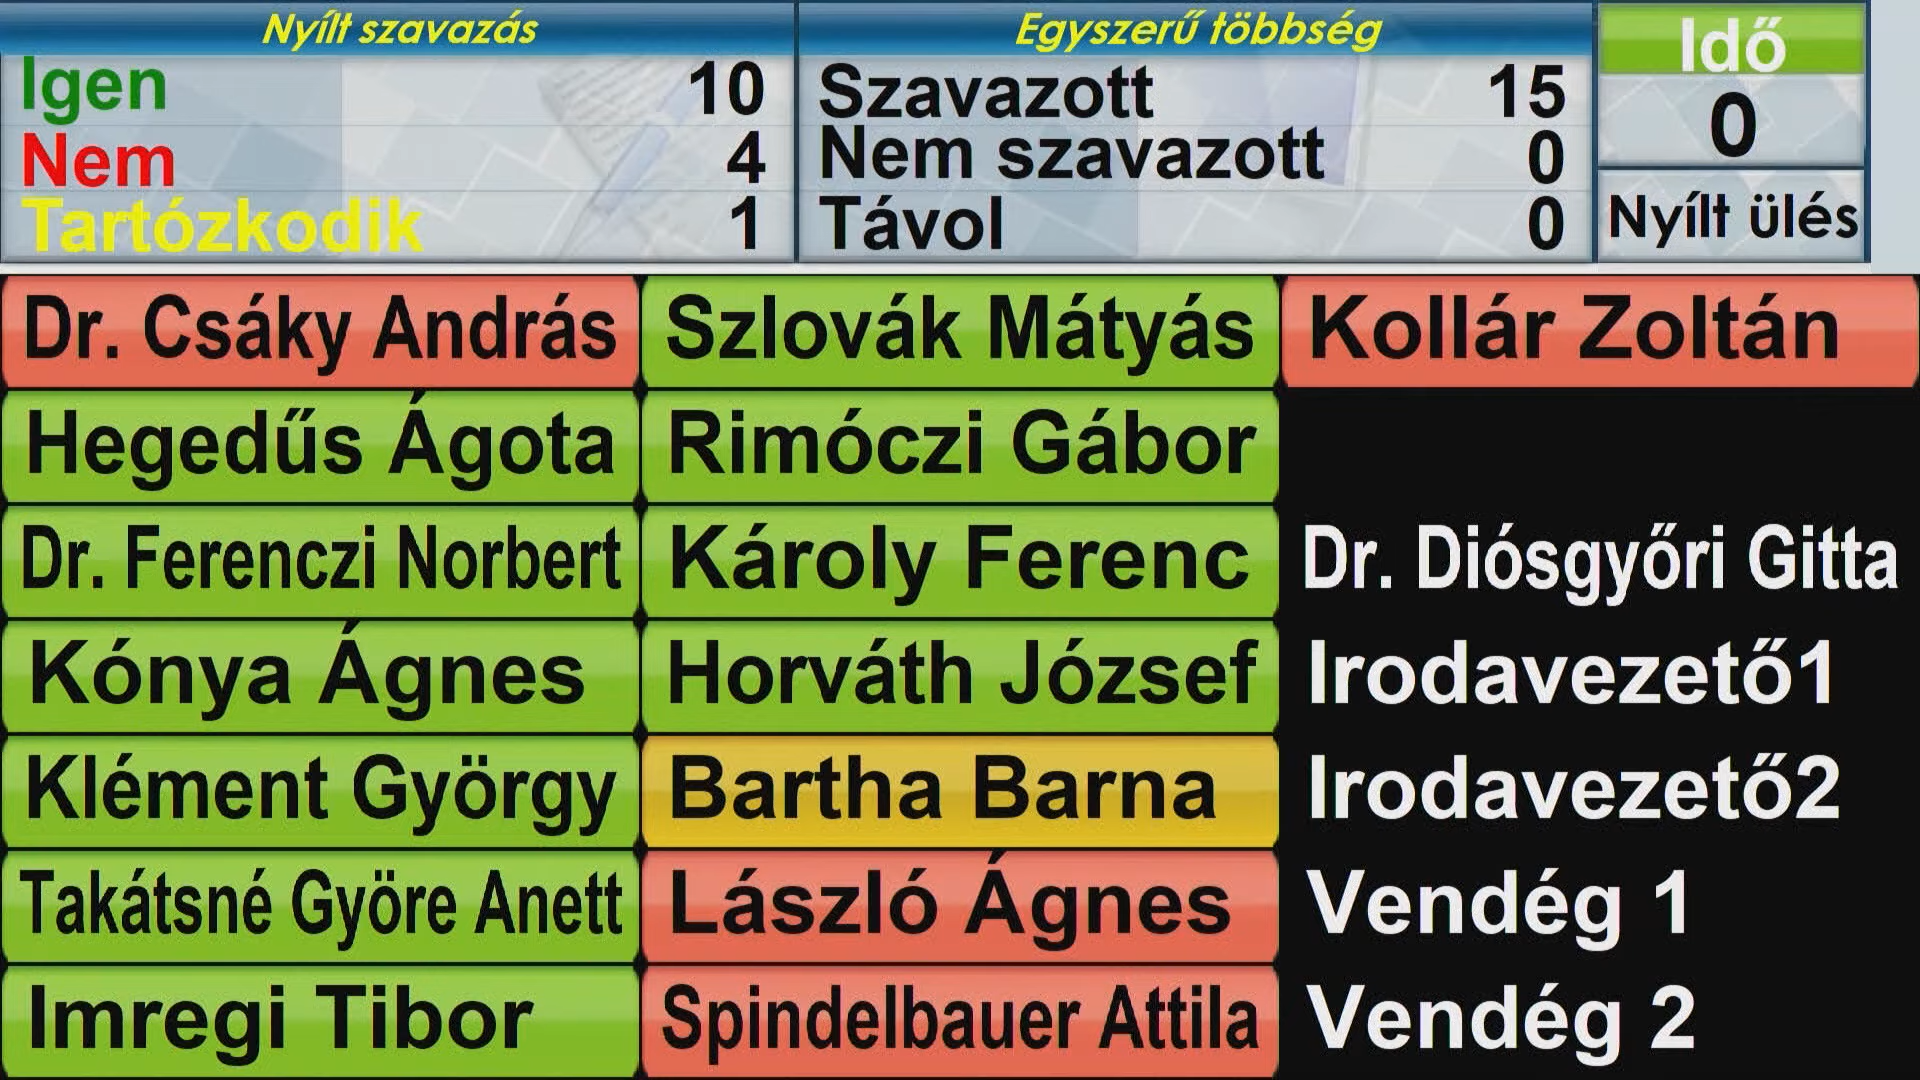 Nyílt szavazás
Igen 10
Nem 4
Tartózkodik 1
Egyszerű többség
Szavazott 15
Nem szavazott 0
Távol 0
Idő
0
Nyílt ülés
Dr. Csáky András
Hegedűs Ágota
Dr. Ferenczi Norbert
Kónya Ágnes
Klément György
Takátsné Györe Anett
Imregi Tibor
Szlovák Mátyás
Rimóczi Gábor
Károly Ferenc
Horváth József
Bartha Barna
László Ágnes
Spindelbauer Attila
Kollár Zoltán
Dr. Diósgyőri Gitta
Irodavezető1
Irodavezető2
Vendég 1
Vendég 2